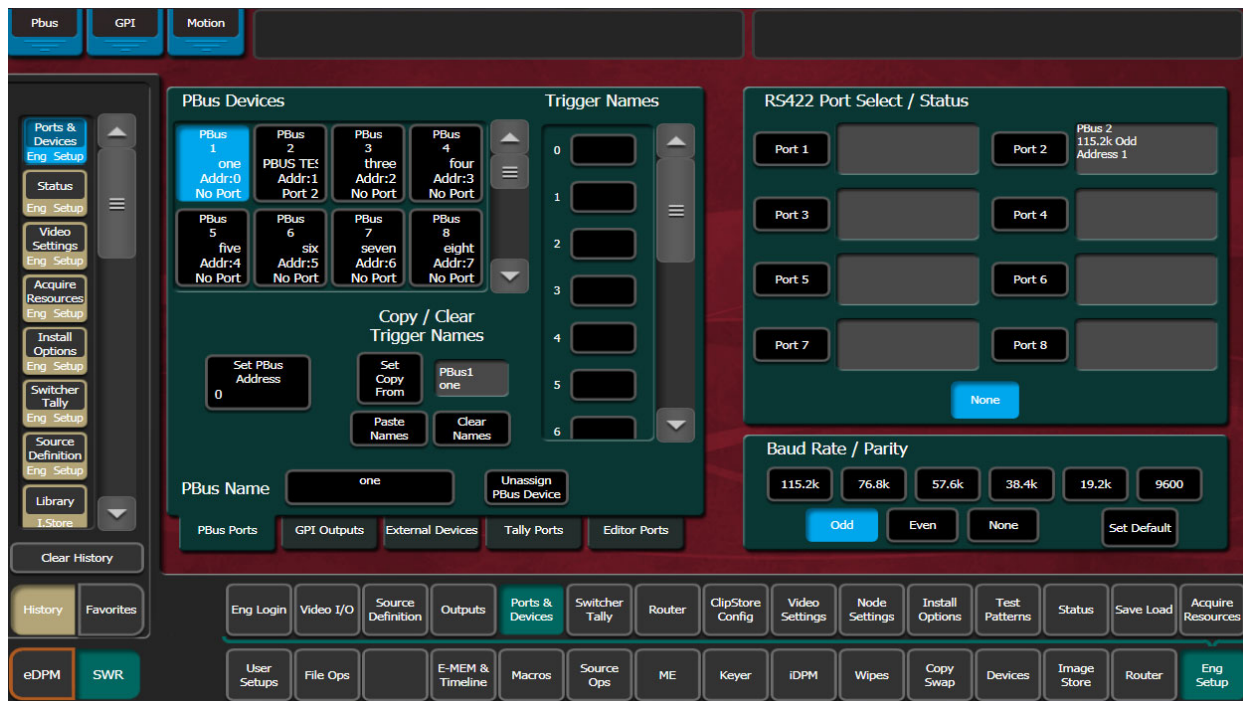 Pbus
GPI
Motion
Ports &
Devices
Eng Setup
Status
Eng Setup
Video
Settings
Eng Setup
Acquire
Resources
Eng Setup
Install
Options
Eng Setup
Switcher
Tally
Eng Setup
Source
Definition
Eng Setup
Library
I.Store
Clear History
History
Favorites
eDPM
SWR
PBus Devices
PBus
1
one
Addr:0
No Port
PBus
2
PBUS TES
Addr:1
Port 2
PBus
3
three
Addr:2
No Port
PBus
4
four
Addr:3
No Port
PBus
5
five
Addr:4
No Port
PBus
6
six
Addr:5
No Port
PBus
7
seven
Addr:6
No Port
PBus
8
eight
Addr:7
No Port
Trigger Names
0
1
2
3
4
5
6
Copy / Clear
Trigger Names
Set PBus
Address
0
Set
Copy
From
PBus1
one
Paste
Names
Clear
Names
PBus Name
one
Unassign
PBus Device
PBus Ports
GPI Outputs
External Devices
Tally Ports
Editor Ports
RS422 Port Select / Status
Port 1
Port 2
PBus 2
115.2k Odd
Address 1
Port 3
Port 4
Port 5
Port 6
Port 7
Port 8
None
Baud Rate / Parity
115.2k
76.8k
57.6k
38.4k
19.2k
9600
Odd
Even
None
Set Default
Eng Login
Video I/O
Source
Definition
Outputs
Ports &
Devices
Switcher
Tally
Router
ClipStore
Config
Video
Settings
Node
Settings
Install
Options
Test
Patterns
Status
Save Load
Acquire
Resources
User
Setups
File Ops
E-MEM &
Timeline
Macros
Source
Ops
ME
Keyer
iDPM
Wipes
Copy
Swap
Devices
Image
Store
Router
Eng
Setup